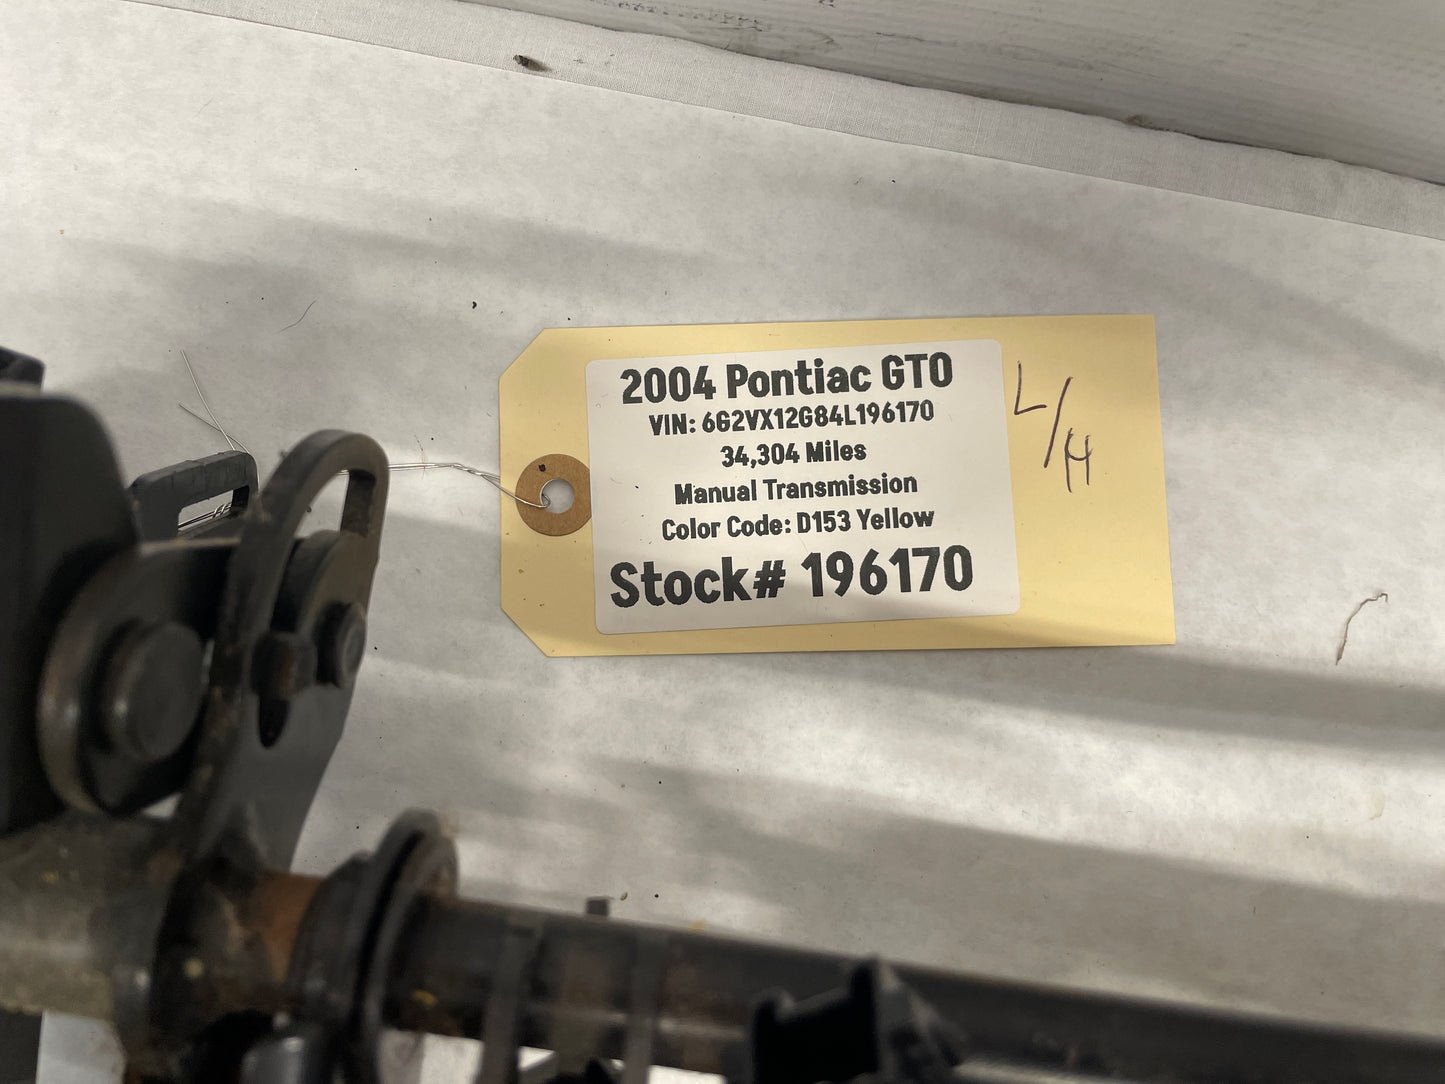 2004 Pontiac GTO
VIN: 6G2VX12G84L196170
34,304 Miles
Manual Transmission
Color Code: D153 Yellow
Stock# 196170
L/H